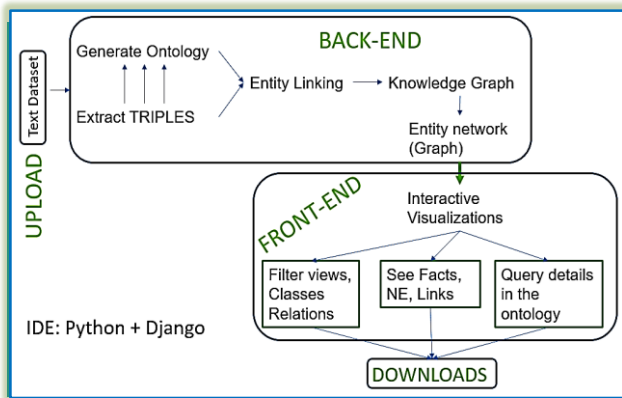 BACK-END
UPLOAD
Text Dataset
Generate Ontology
Extract TRIPLES
Entity Linking
Knowledge Graph
Entity network
(Graph)
FRONT-END
Interactive
Visualizations
Filter views,
Classes
Relations
See Facts,
NE, Links
Query details
in the
ontology
IDE: Python + Django
DOWNLOADS